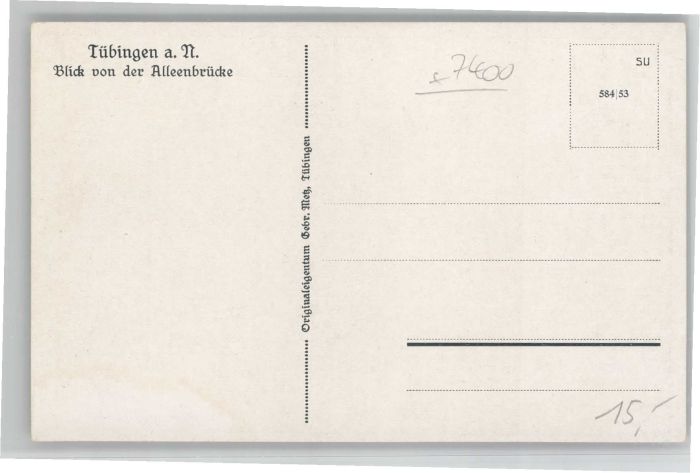 Tübingen a. N.
Blick von der Alleenbrücke
Originaleigentum Gebr. Metz, Tübingen
x 7400
SU
584|53
15,-